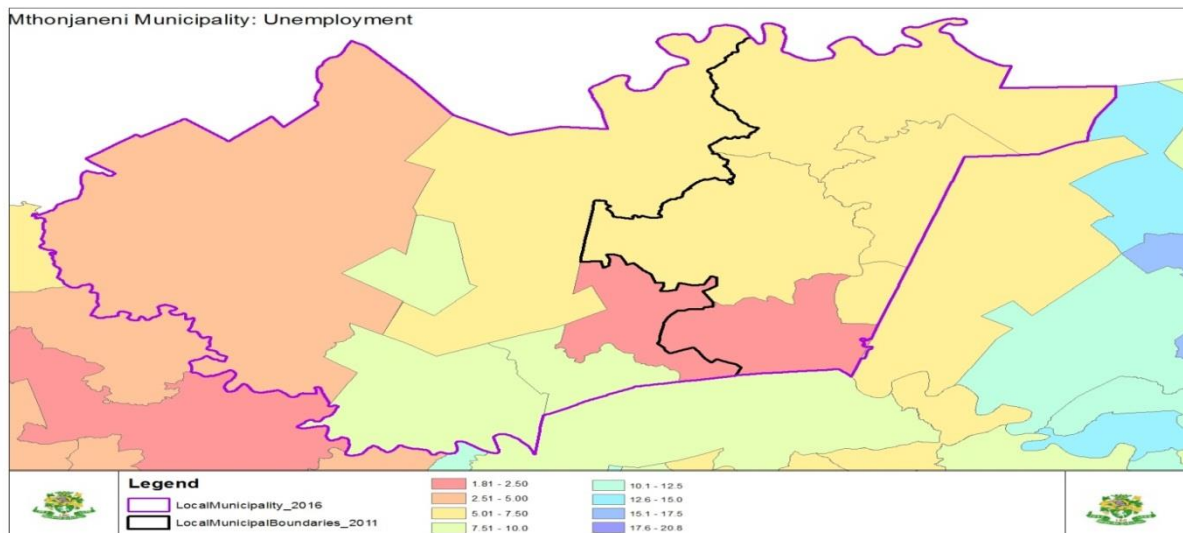 Mthonjaneni Municipality: Unemployment
Legend
LocalMunicipality_2016
LocalMunicipalBoundaries_2011
1.81 - 2.50
2.51 - 5.00
5.01 - 7.50
7.51 - 10.0
10.1 - 12.5
12.6 - 15.0
15.1 - 17.5
17.6 - 20.8